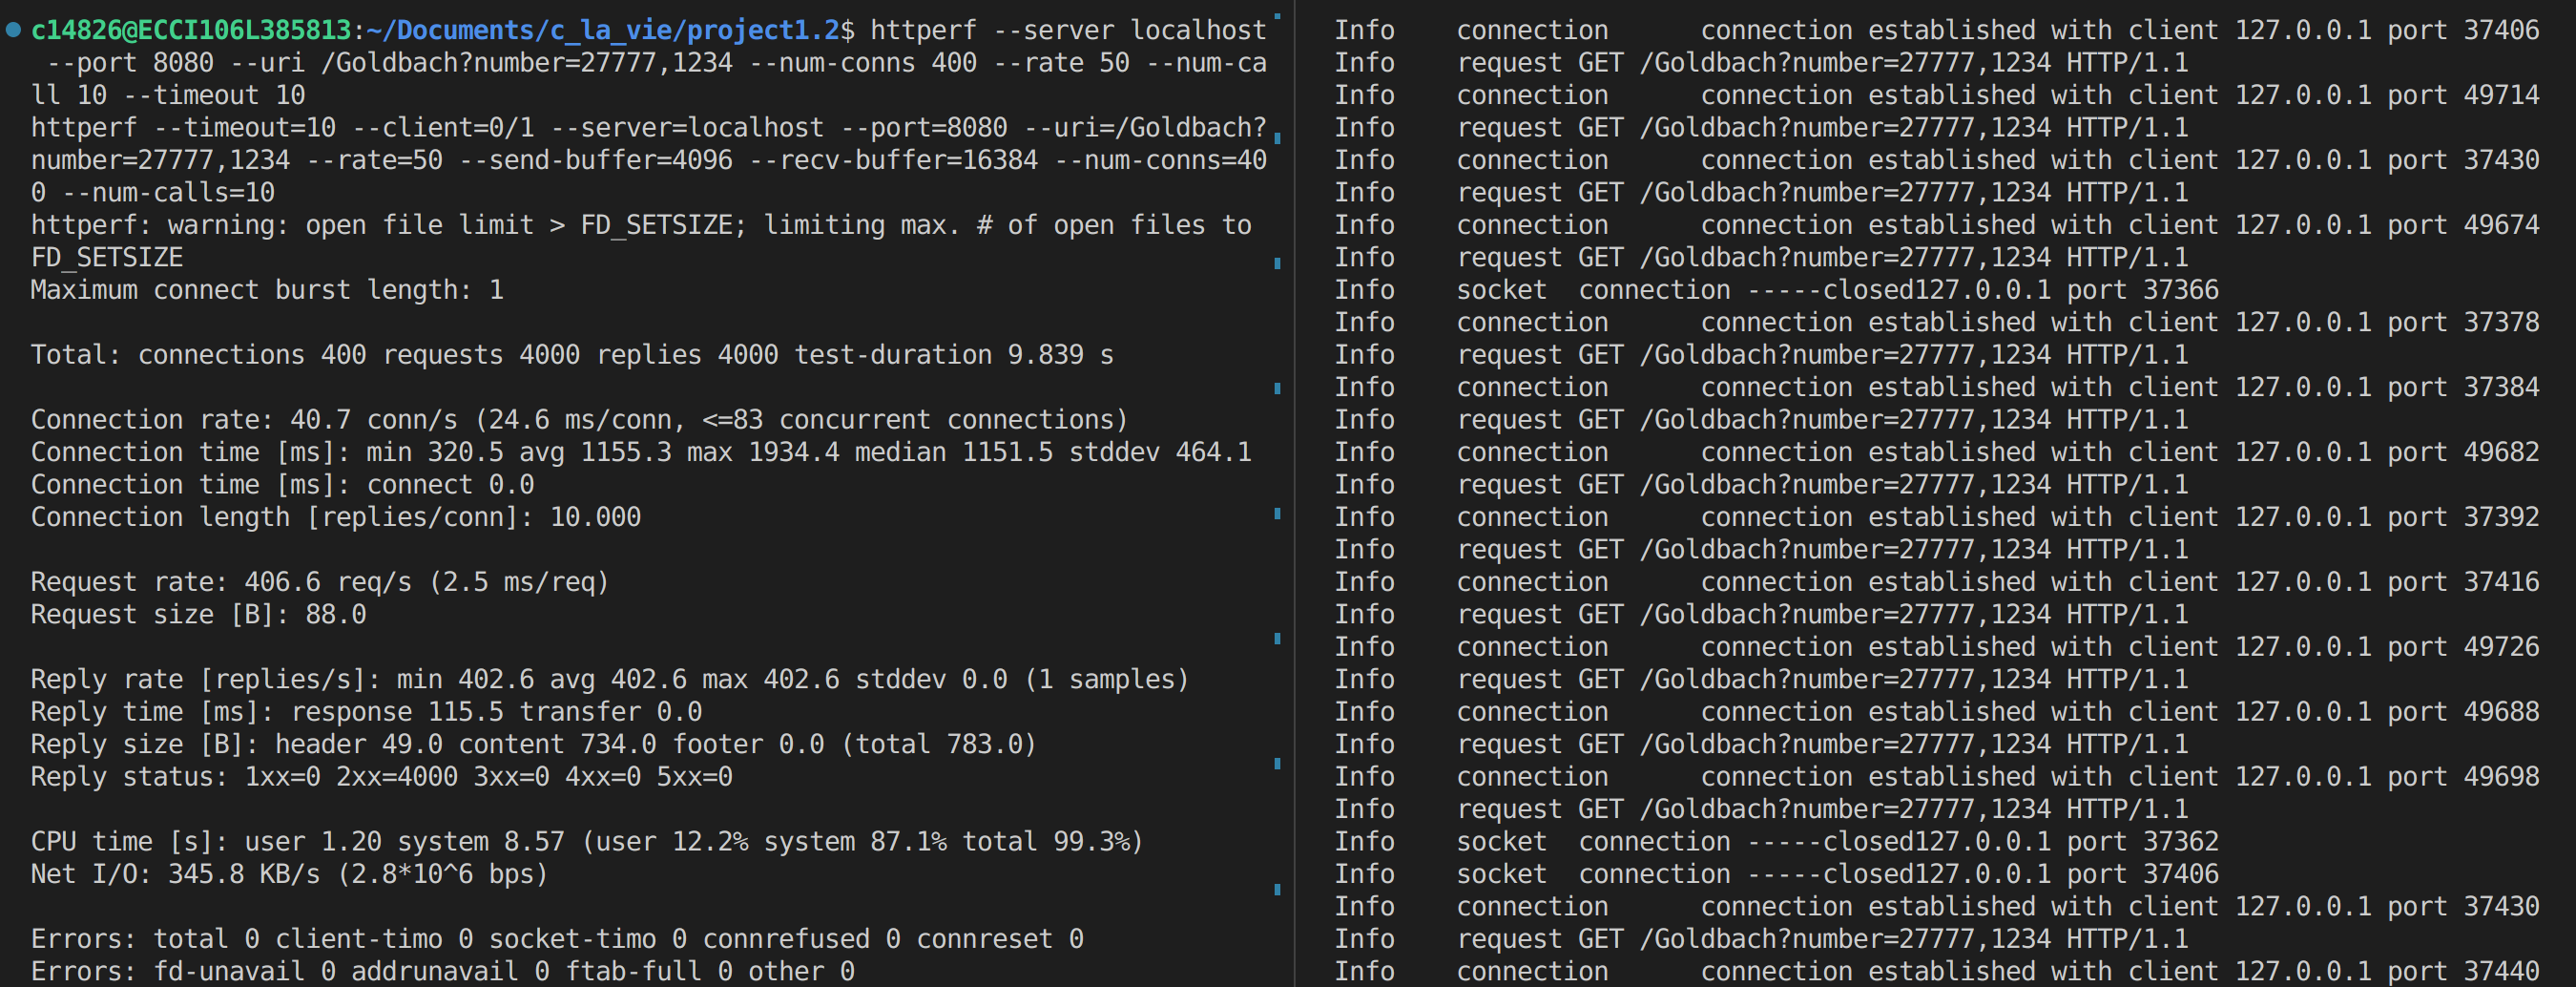 c14826@ECCI106L385813:~/Documents/c_la_vie/project1.2$ httperf --server localhost
 --port 8080 --uri /Goldbach?number=27777,1234 --num-conns 400 --rate 50 --num-ca
ll 10 --timeout 10
httperf --timeout=10 --client=0/1 --server=localhost --port=8080 --uri=/Goldbach?
number=27777,1234 --rate=50 --send-buffer=4096 --recv-buffer=16384 --num-conns=40
0 --num-calls=10
httperf: warning: open file limit > FD_SETSIZE; limiting max. # of open files to
FD_SETSIZE
Maximum connect burst length: 1

Total: connections 400 requests 4000 replies 4000 test-duration 9.839 s

Connection rate: 40.7 conn/s (24.6 ms/conn, <=83 concurrent connections)
Connection time [ms]: min 320.5 avg 1155.3 max 1934.4 median 1151.5 stddev 464.1
Connection time [ms]: connect 0.0
Connection length [replies/conn]: 10.000

Request rate: 406.6 req/s (2.5 ms/req)
Request size [B]: 88.0

Reply rate [replies/s]: min 402.6 avg 402.6 max 402.6 stddev 0.0 (1 samples)
Reply time [ms]: response 115.5 transfer 0.0
Reply size [B]: header 49.0 content 734.0 footer 0.0 (total 783.0)
Reply status: 1xx=0 2xx=4000 3xx=0 4xx=0 5xx=0

CPU time [s]: user 1.20 system 8.57 (user 12.2% system 87.1% total 99.3%)
Net I/O: 345.8 KB/s (2.8*10^6 bps)

Errors: total 0 client-timo 0 socket-timo 0 connrefused 0 connreset 0
Errors: fd-unavail 0 addrunavail 0 ftab-full 0 other 0
Info    connection      connection established with client 127.0.0.1 port 37406
Info    request GET /Goldbach?number=27777,1234 HTTP/1.1
Info    connection      connection established with client 127.0.0.1 port 49714
Info    request GET /Goldbach?number=27777,1234 HTTP/1.1
Info    connection      connection established with client 127.0.0.1 port 37430
Info    request GET /Goldbach?number=27777,1234 HTTP/1.1
Info    connection      connection established with client 127.0.0.1 port 49674
Info    request GET /Goldbach?number=27777,1234 HTTP/1.1
Info    socket  connection -----closed127.0.0.1 port 37366
Info    connection      connection established with client 127.0.0.1 port 37378
Info    request GET /Goldbach?number=27777,1234 HTTP/1.1
Info    connection      connection established with client 127.0.0.1 port 37384
Info    request GET /Goldbach?number=27777,1234 HTTP/1.1
Info    connection      connection established with client 127.0.0.1 port 49682
Info    request GET /Goldbach?number=27777,1234 HTTP/1.1
Info    connection      connection established with client 127.0.0.1 port 37392
Info    request GET /Goldbach?number=27777,1234 HTTP/1.1
Info    connection      connection established with client 127.0.0.1 port 37416
Info    request GET /Goldbach?number=27777,1234 HTTP/1.1
Info    connection      connection established with client 127.0.0.1 port 49726
Info    request GET /Goldbach?number=27777,1234 HTTP/1.1
Info    connection      connection established with client 127.0.0.1 port 49688
Info    request GET /Goldbach?number=27777,1234 HTTP/1.1
Info    connection      connection established with client 127.0.0.1 port 49698
Info    request GET /Goldbach?number=27777,1234 HTTP/1.1
Info    socket  connection -----closed127.0.0.1 port 37362
Info    socket  connection -----closed127.0.0.1 port 37406
Info    connection      connection established with client 127.0.0.1 port 37430
Info    request GET /Goldbach?number=27777,1234 HTTP/1.1
Info    connection      connection established with client 127.0.0.1 port 37440